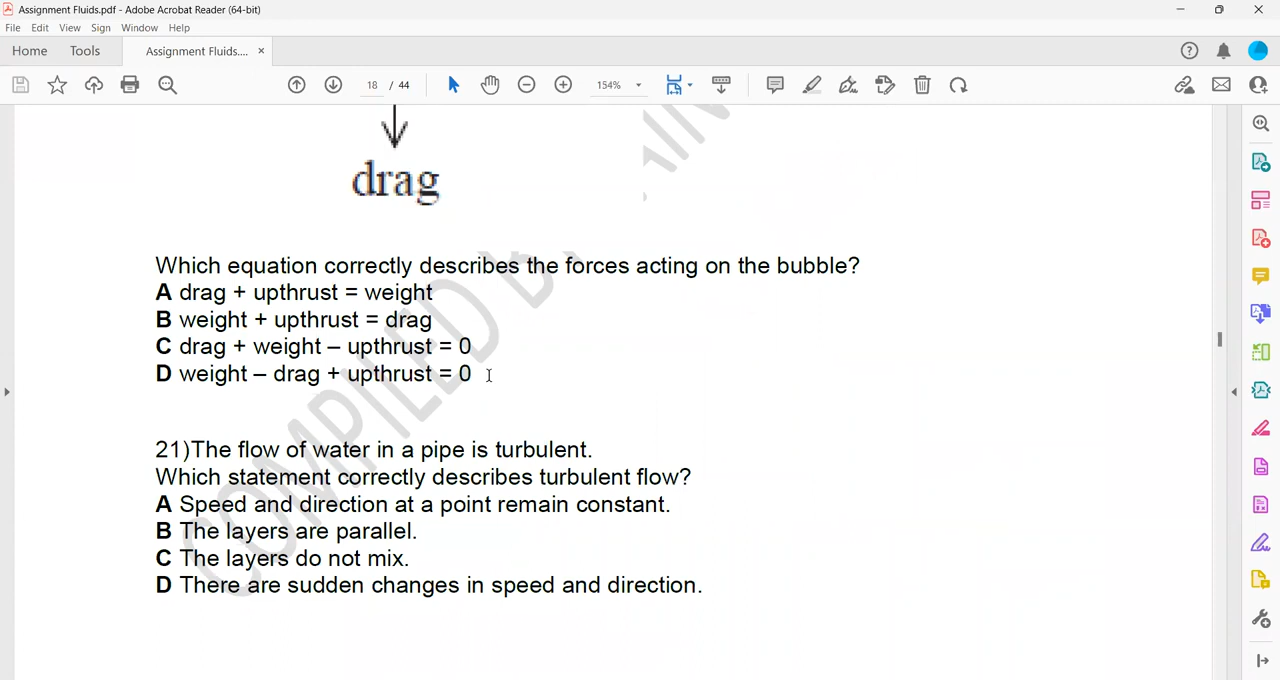 Assignment Fluids.pdf - Adobe Acrobat Reader (64-bit)
File Edit View Sign Window Help
Home Tools Assignment Fluids.... ×
18 / 44 154%
drag
Which equation correctly describes the forces acting on the bubble?
A drag + upthrust = weight
B weight + upthrust = drag
C drag + weight – upthrust = 0
D weight – drag + upthrust = 0
21)The flow of water in a pipe is turbulent.
Which statement correctly describes turbulent flow?
A Speed and direction at a point remain constant.
B The layers are parallel.
C The layers do not mix.
D There are sudden changes in speed and direction.
COMPILED